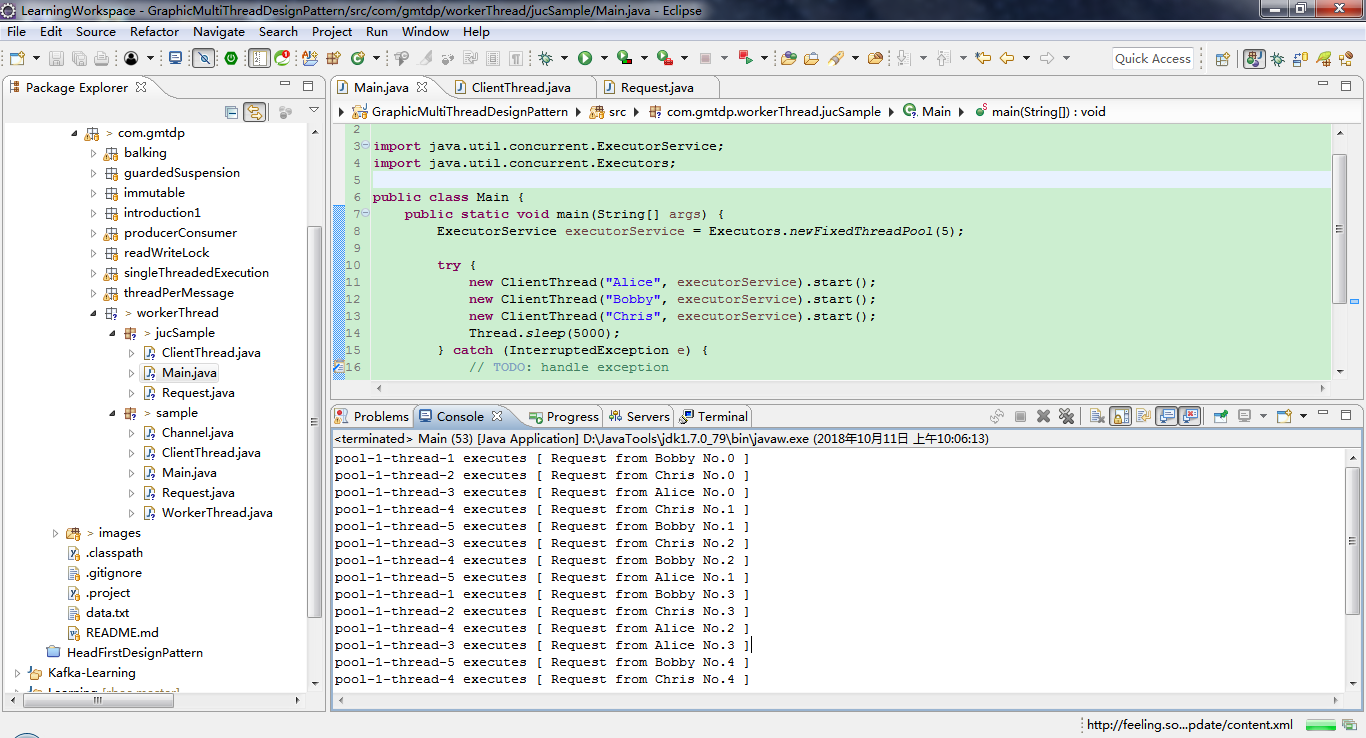 LearningWorkspace - GraphicMultiThreadDesignPattern/src/com/gmtdp/workerThread/jucSample/Main.java - Eclipse
File Edit Source Refactor Navigate Search Project Run Window Help
Quick Access
Package Explorer
> com.gmtdp
balking
guardedSuspension
immutable
introduction1
producerConsumer
readWriteLock
singleThreadedExecution
threadPerMessage
> workerThread
> jucSample
ClientThread.java
Main.java
Request.java
> sample
Channel.java
ClientThread.java
Main.java
Request.java
WorkerThread.java
> images
.classpath
.gitignore
.project
data.txt
README.md
HeadFirstDesignPattern
Kafka-Learning
Main.java ClientThread.java Request.java
GraphicMultiThreadDesignPattern src com.gmtdp.workerThread.jucSample Main main(String[]) : void
2
3 import java.util.concurrent.ExecutorService;
4 import java.util.concurrent.Executors;
5
6 public class Main {
7 public static void main(String[] args) {
8 ExecutorService executorService = Executors.newFixedThreadPool(5);
9
10 try {
11 new ClientThread("Alice", executorService).start();
12 new ClientThread("Bobby", executorService).start();
13 new ClientThread("Chris", executorService).start();
14 Thread.sleep(5000);
15 } catch (InterruptedException e) {
16 // TODO: handle exception
Problems Console Progress Servers Terminal
<terminated> Main (53) [Java Application] D:\JavaTools\jdk1.7.0_79\bin\javaw.exe (2018年10月11日 上午10:06:13)
pool-1-thread-1 executes [ Request from Bobby No.0 ]
pool-1-thread-2 executes [ Request from Chris No.0 ]
pool-1-thread-3 executes [ Request from Alice No.0 ]
pool-1-thread-4 executes [ Request from Chris No.1 ]
pool-1-thread-5 executes [ Request from Bobby No.1 ]
pool-1-thread-3 executes [ Request from Chris No.2 ]
pool-1-thread-4 executes [ Request from Bobby No.2 ]
pool-1-thread-5 executes [ Request from Alice No.1 ]
pool-1-thread-1 executes [ Request from Bobby No.3 ]
pool-1-thread-2 executes [ Request from Chris No.3 ]
pool-1-thread-4 executes [ Request from Alice No.2 ]
pool-1-thread-3 executes [ Request from Alice No.3 ]
pool-1-thread-5 executes [ Request from Bobby No.4 ]
pool-1-thread-4 executes [ Request from Chris No.4 ]
http://feeling.so...pdate/content.xml